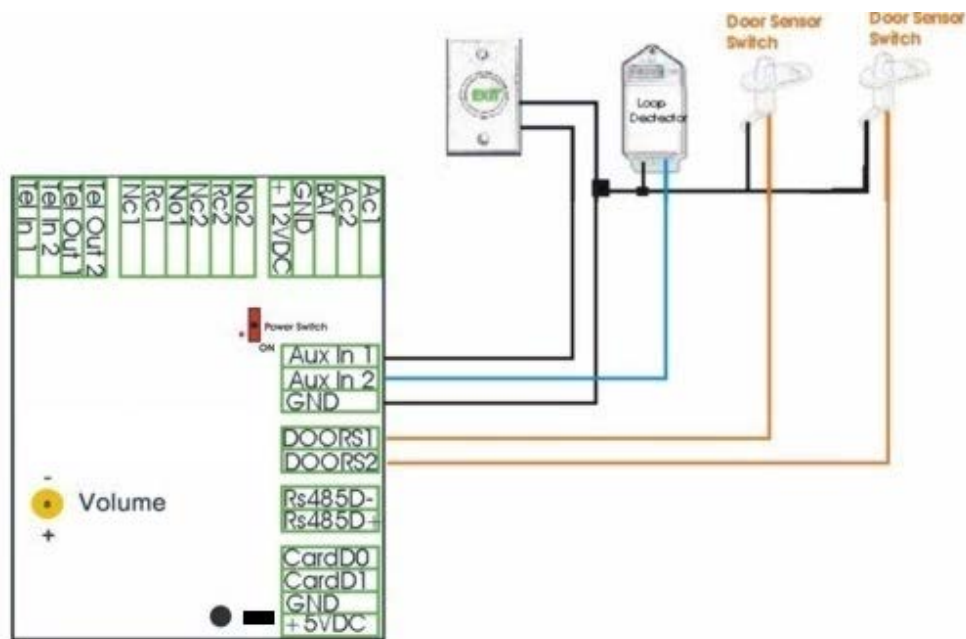 Door Sensor
Switch
Door Sensor
Switch
EXIT
Loop
Dectector
Tel In 1
Tel In 2
Tel Out 1
Tel Out 2
Nc1
Rc1
No1
Nc2
Rc2
No2
+12VDC
GND
BAT
Ac2
Ac1
Power Switch
ON
Aux In 1
Aux In 2
GND
DOORS1
DOORS2
Rs485D-
Rs485D+
CardD0
CardD1
GND
+5VDC
-
Volume
+